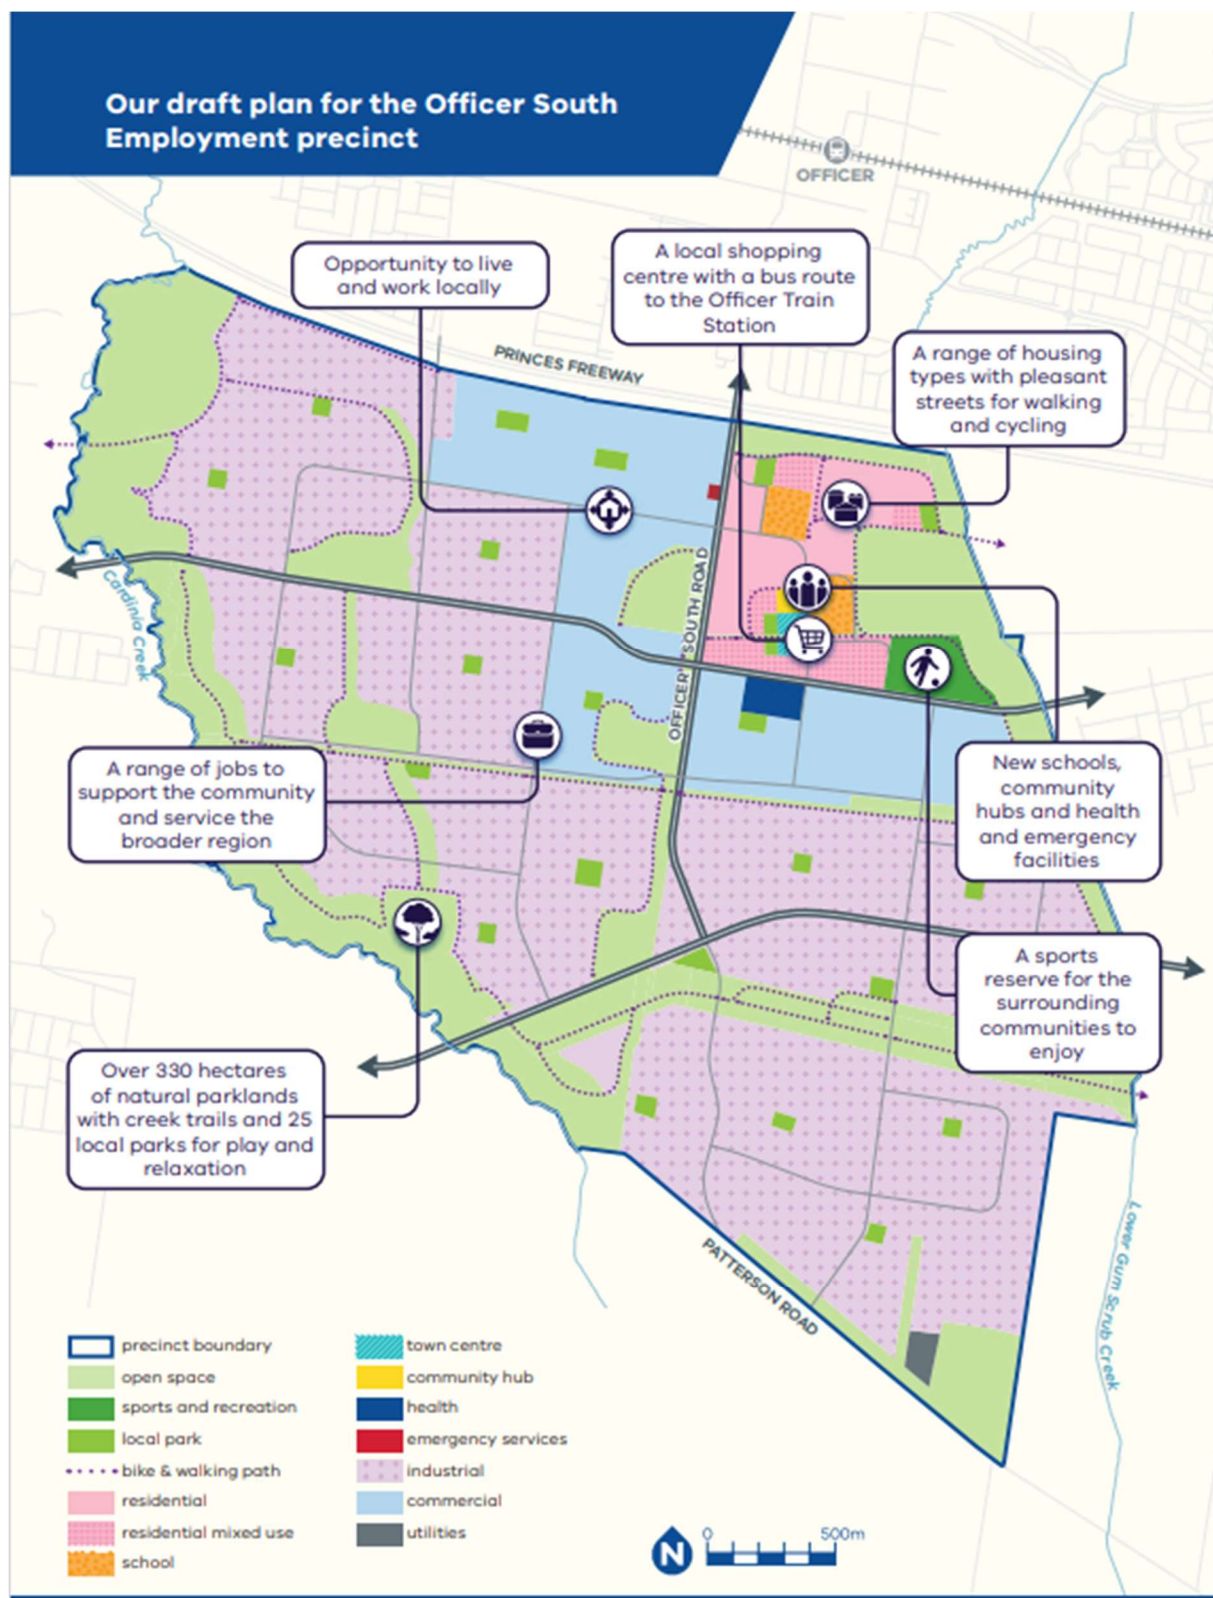 Our draft plan for the Officer South
Employment precinct
OFFICER
Opportunity to live
and work locally
A local shopping
centre with a bus route
to the Officer Train
Station
A range of housing
types with pleasant
streets for walking
and cycling
PRINCES FREEWAY
OFFICER SOUTH ROAD
Cardinia Creek
A range of jobs to
support the community
and service the
broader region
New schools,
community
hubs and health
and emergency
facilities
A sports
reserve for the
surrounding
communities to
enjoy
Over 330 hectares
of natural parklands
with creek trails and 25
local parks for play and
relaxation
PATTERSON ROAD
Lower Gum Scrub Creek
precinct boundary
open space
sports and recreation
local park
bike & walking path
residential
residential mixed use
school
town centre
community hub
health
emergency services
industrial
commercial
utilities
N
0 500m